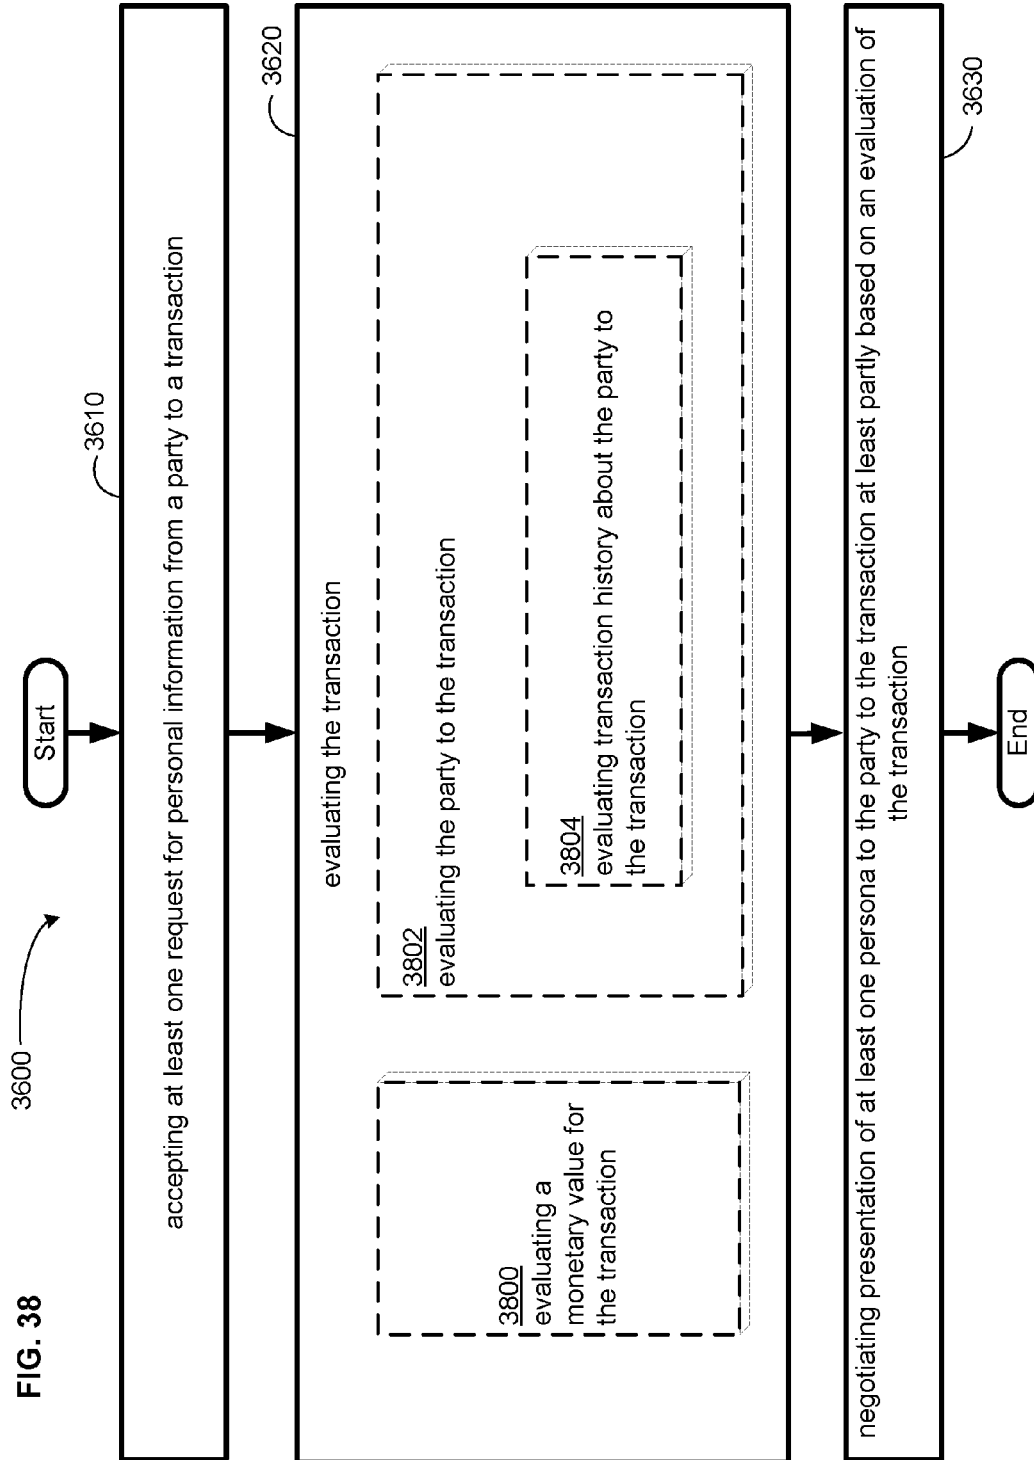 FIG. 38
3600
Start
3610
accepting at least one request for personal information from a party to a transaction
3620
evaluating the transaction
3800
evaluating a
monetary value for
the transaction
3802
evaluating the party to the transaction
3804
evaluating transaction history about the party to
the transaction
3630
negotiating presentation of at least one persona to the party to the transaction at least partly based on an evaluation of
the transaction
End